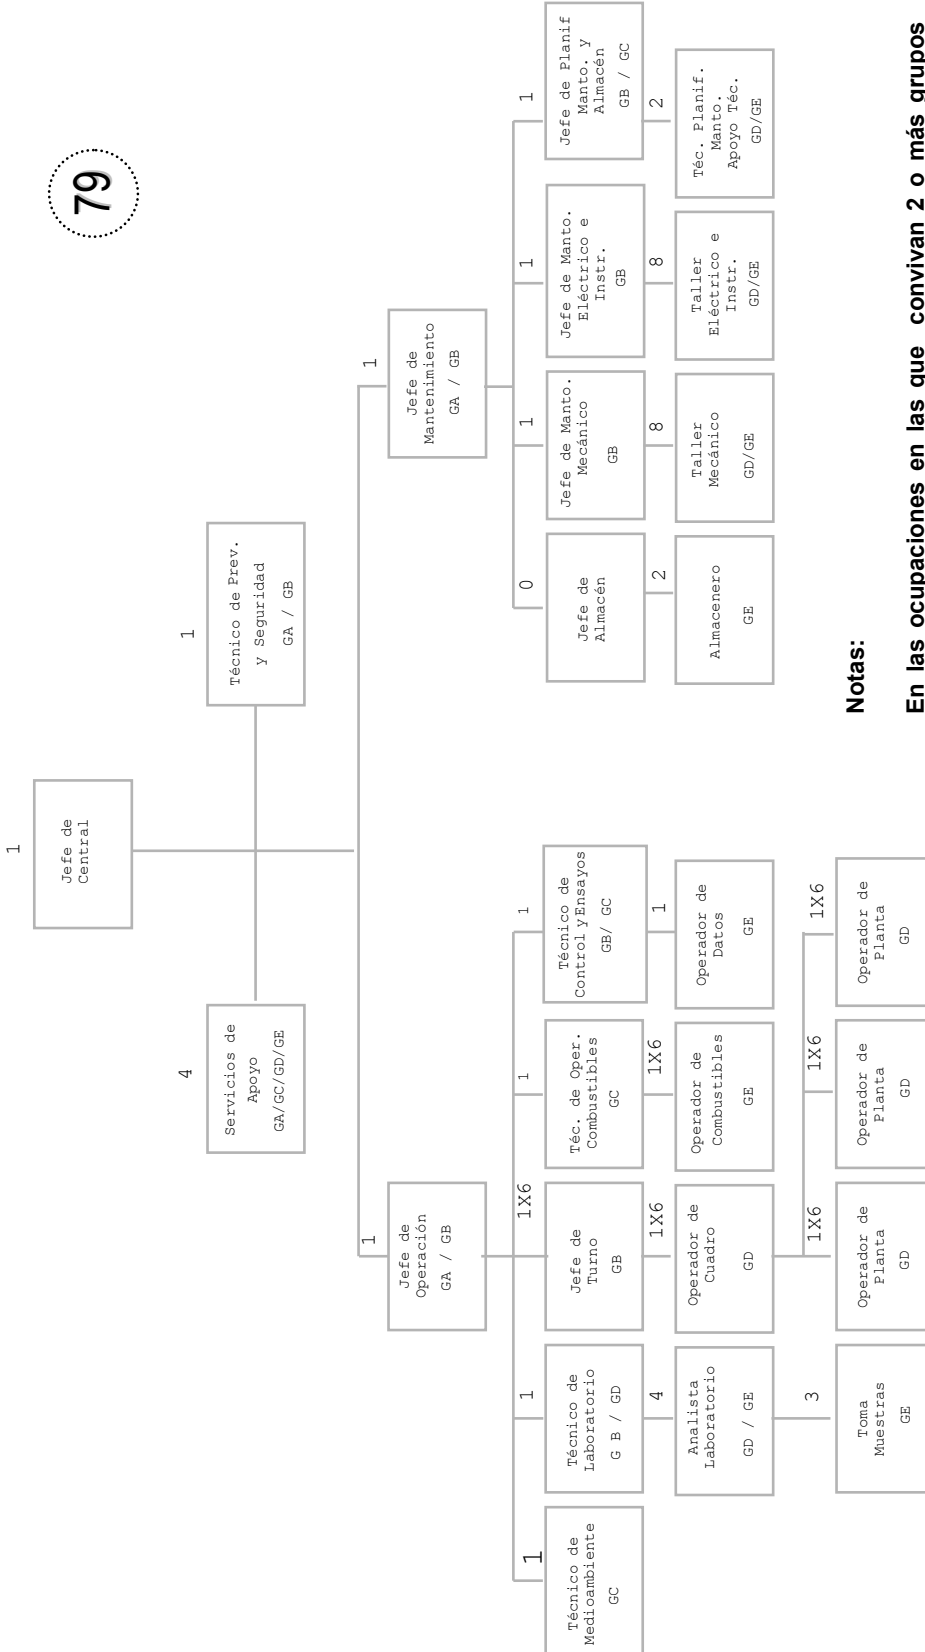 79
1
Jefe de
Central
4
Servicios de
Apoyo
GA/GC/GD/GE
1
Técnico de Prev.
y Seguridad
GA / GB
1
Jefe de
Operación
GA / GB
1
Jefe de
Mantenimiento
GA / GB
1
Técnico de
Medioambiente
GC
1
Técnico de
Laboratorio
G B / GD
1X6
Jefe de
Turno
GB
1
Téc. de Oper.
Combustibles
GC
1
Técnico de
Control y Ensayos
GB/ GC
0
Jefe de
Almacén
1
Jefe de Manto.
Mecánico
GB
1
Jefe de Manto.
Eléctrico e
Instr.
GB
1
Jefe de Planif
Manto. y
Almacén
GB / GC
4
Analista
Laboratorio
GD / GE
1X6
Operador de
Cuadro
GD
1X6
Operador de
Combustibles
GE
1
Operador de
Datos
GE
2
Almacenero
GE
8
Taller
Mecánico
GD/GE
8
Taller
Eléctrico e
Instr.
GD/GE
2
Téc. Planif.
Manto.
Apoyo Téc.
GD/GE
3
Toma
Muestras
GE
1X6
Operador de
Planta
GD
1X6
Operador de
Planta
GD
1X6
Operador de
Planta
GD
Notas:
En las ocupaciones en las que convivan 2 o más grupos